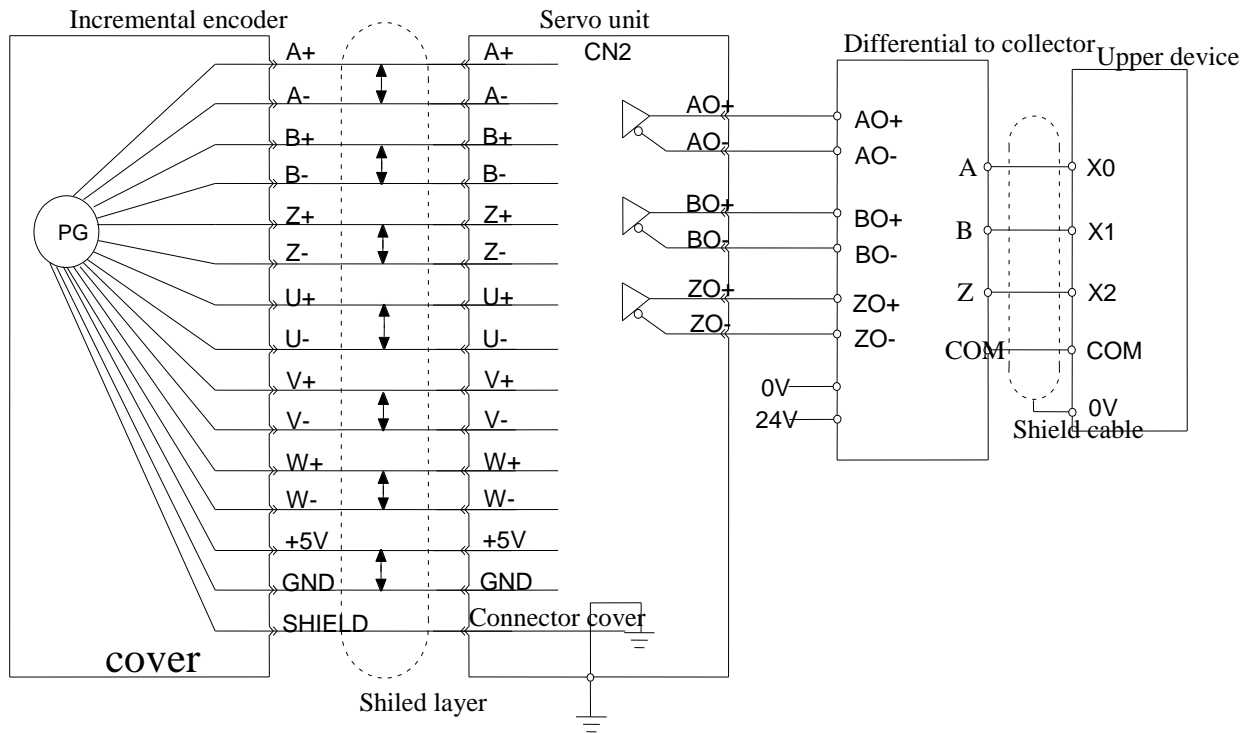 Incremental encoder
Servo unit
Differential to collector
Upper device
CN2
A+
A-
B+
B-
Z+
Z-
U+
U-
V+
V-
W+
W-
+5V
GND
SHIELD
PG
cover
A+
A-
B+
B-
Z+
Z-
U+
U-
V+
V-
W+
W-
+5V
GND
Connector cover
Shiled layer
AO+
AO-
BO+
BO-
ZO+
ZO-
AO+
AO-
BO+
BO-
ZO+
ZO-
0V
24V
A
B
Z
COM
X0
X1
X2
COM
0V
Shield cable